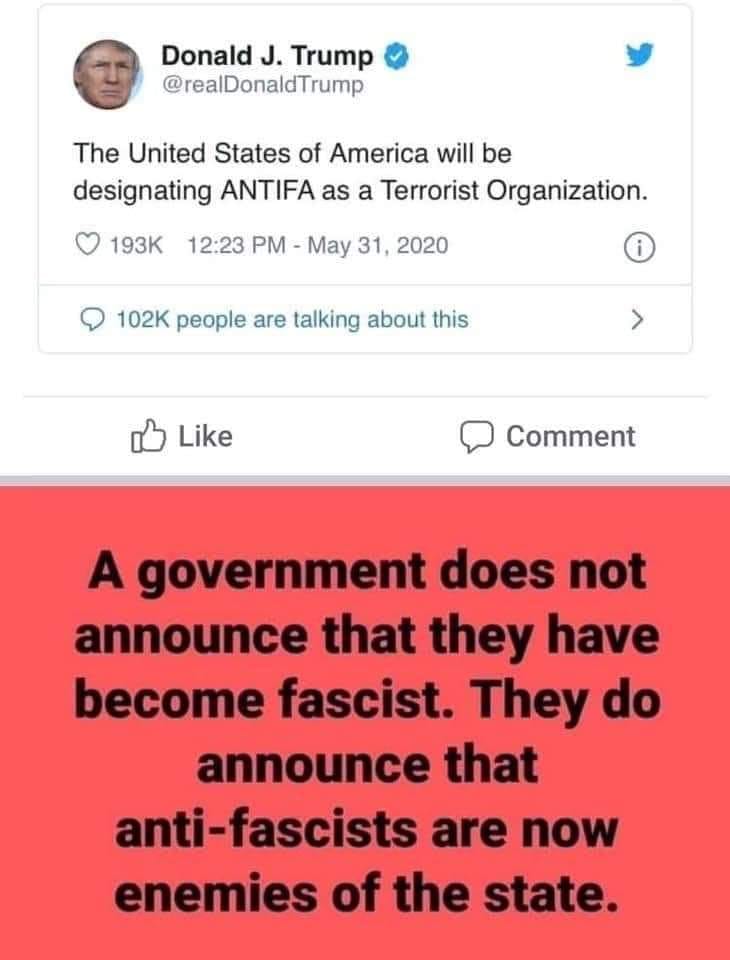 Donald J. Trump
@realDonaldTrump
The United States of America will be
designating ANTIFA as a Terrorist Organization.
193K 12:23 PM - May 31, 2020
102K people are talking about this
Like Comment
A government does not
announce that they have
become fascist. They do
announce that
anti-fascists are now
enemies of the state.